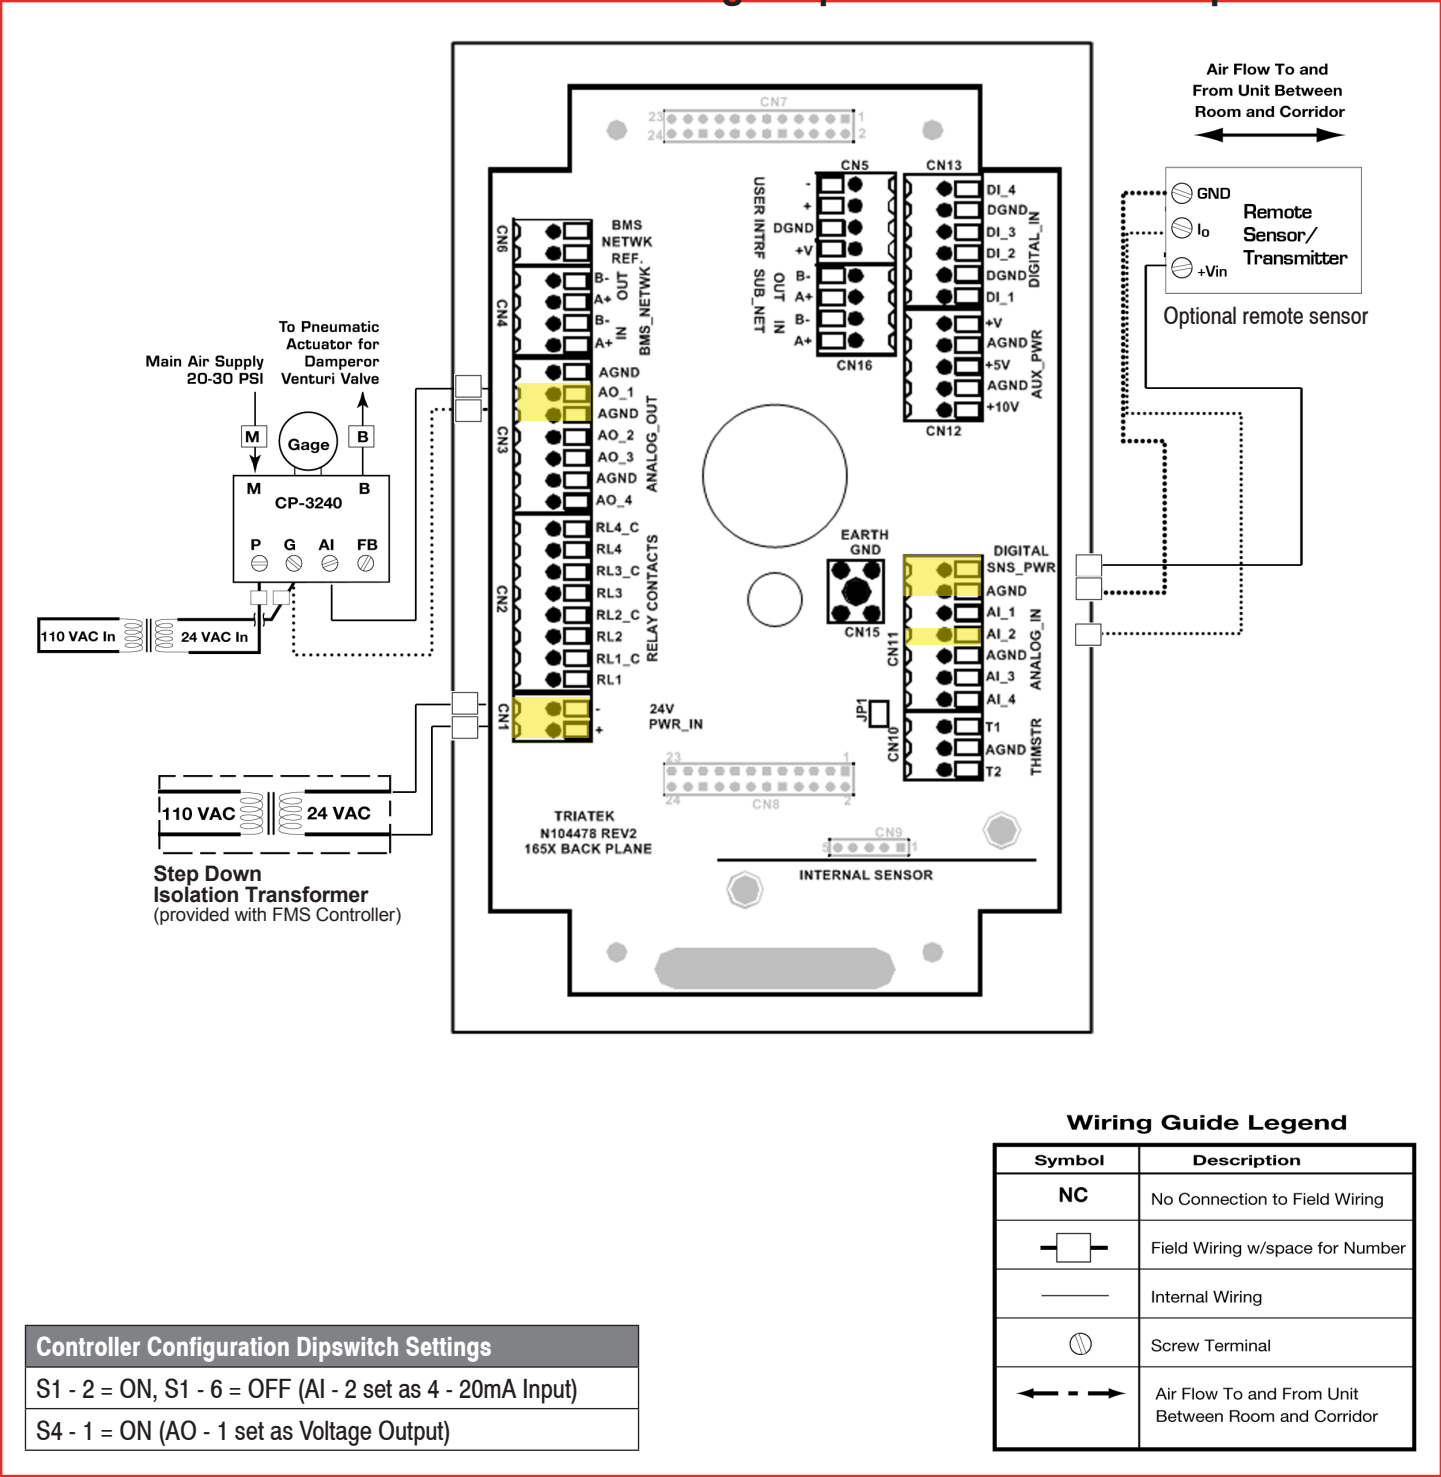 Air Flow To and
From Unit Between
Room and Corridor
GND
Io
+Vin
Remote
Sensor/
Transmitter
Optional remote sensor
CN7
23
1
24
2
CN5
-
+
DGND
+V
USER INTRF
B-
A+
B-
A+
OUT
IN
SUB_NET
CN16
CN13
DI_4
DGND
DI_3
DI_2
DGND
DI_1
DIGITAL_IN
+V
AGND
+5V
AGND
+10V
AUX_PWR
CN12
CN6
BMS
NETWK
REF.
CN4
B-
A+
B-
A+
OUT
IN
BMS_NETWK
CN3
AGND
AO_1
AGND
AO_2
AO_3
AGND
AO_4
ANALOG_OUT
CN2
RL4_C
RL4
RL3_C
RL3
RL2_C
RL2
RL1_C
RL1
RELAY CONTACTS
CN1
-
+
24V
PWR_IN
EARTH
GND
CN15
DIGITAL
SNS_PWR
AGND
AI_1
AI_2
AGND
AI_3
AI_4
ANALOG_IN
CN11
JP1
CN10
T1
AGND
T2
THMSTR
23
1
24
2
CN8
TRIATEK
N104478 REV2
165X BACK PLANE
CN9
5
1
INTERNAL SENSOR
To Pneumatic
Actuator for
Damperor
Venturi Valve
Main Air Supply
20-30 PSI
M
Gage
B
M
B
CP-3240
P
G
AI
FB
110 VAC In
24 VAC In
110 VAC
24 VAC
Step Down
Isolation Transformer
(provided with FMS Controller)
Wiring Guide Legend
Symbol
Description
NC
No Connection to Field Wiring
Field Wiring w/space for Number
Internal Wiring
Screw Terminal
Air Flow To and From Unit
Between Room and Corridor
Controller Configuration Dipswitch Settings
S1 - 2 = ON, S1 - 6 = OFF (AI - 2 set as 4 - 20mA Input)
S4 - 1 = ON (AO - 1 set as Voltage Output)